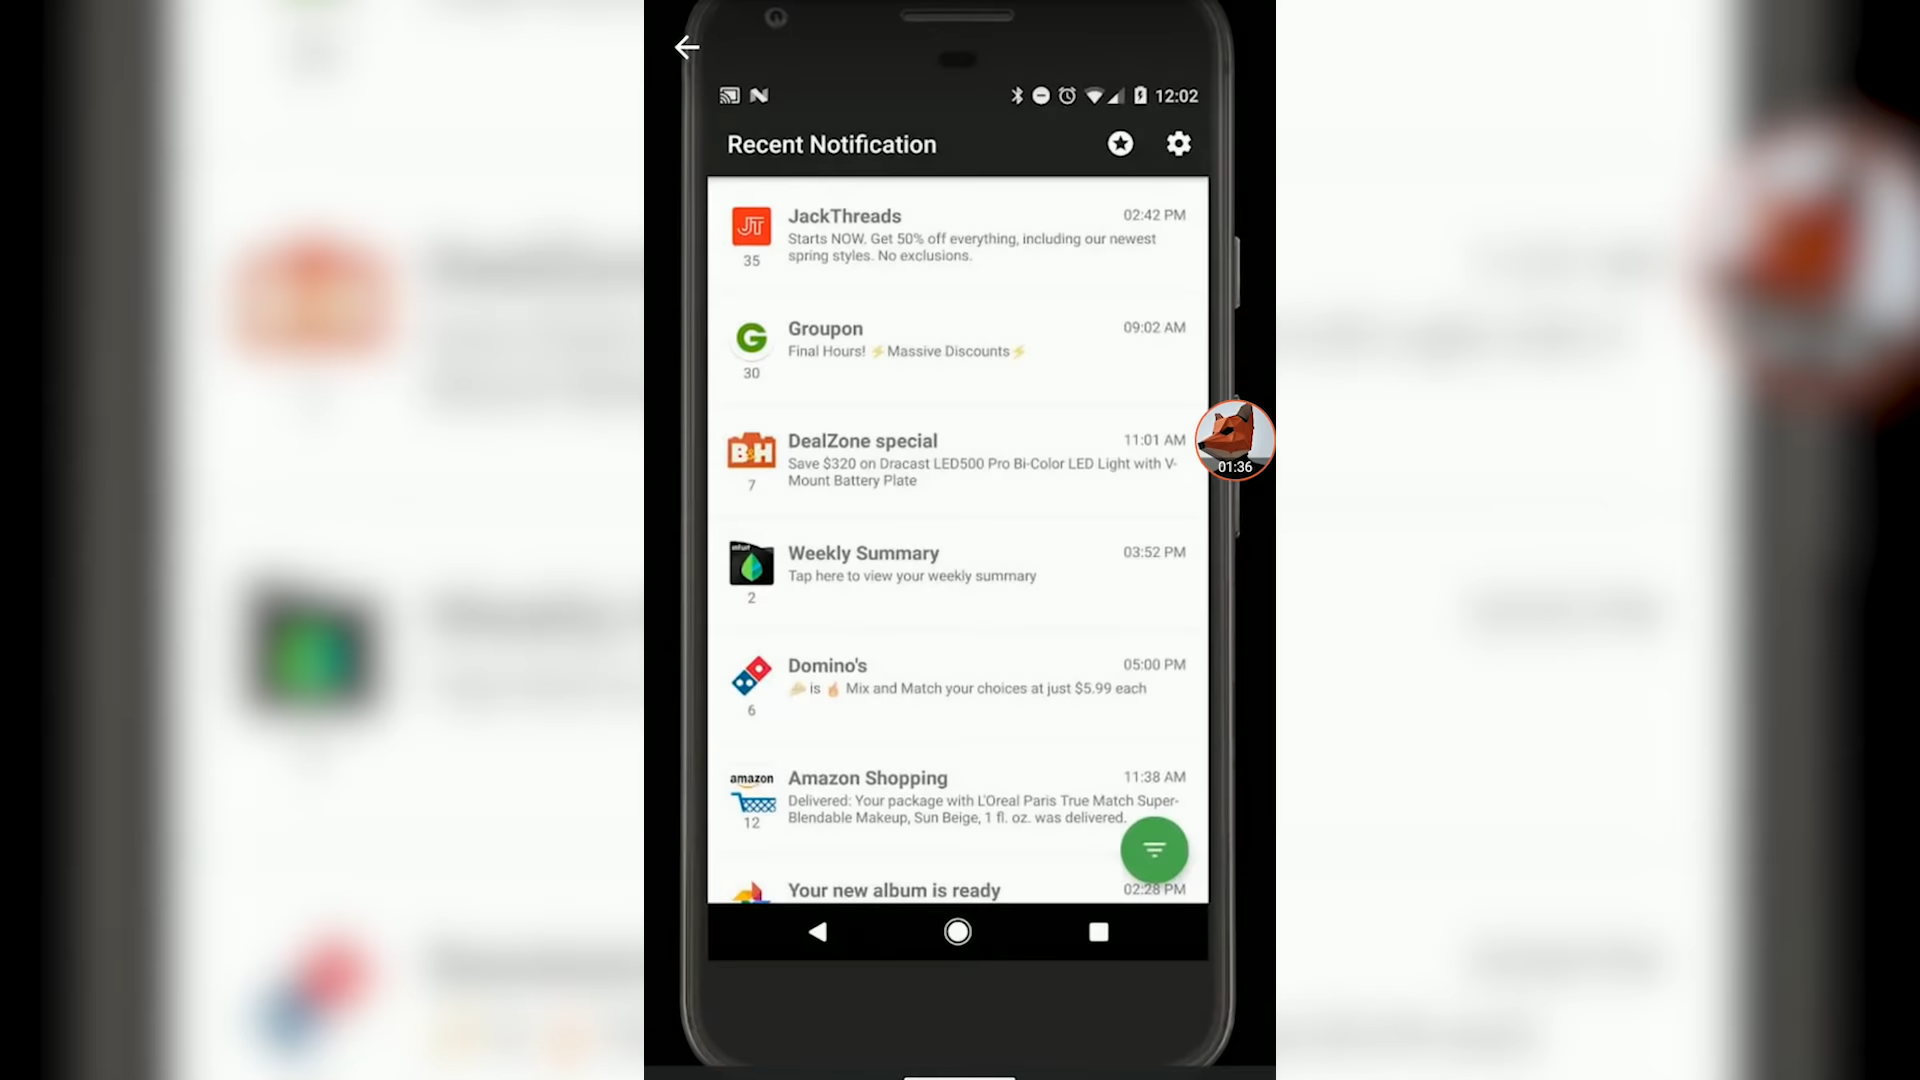 12:02
Recent Notification
JT
JackThreads 02:42 PM
Starts NOW. Get 50% off everything, including our newest
spring styles. No exclusions.
35
G
Groupon 09:02 AM
Final Hours! ⚡Massive Discounts⚡
30
B&H
DealZone special 11:01 AM
Save $320 on Dracast LED500 Pro Bi-Color LED Light with V-
Mount Battery Plate
7
01:36
intuit
Weekly Summary 03:52 PM
Tap here to view your weekly summary
2
Domino's 05:00 PM
🍕 is 🔥 Mix and Match your choices at just $5.99 each
6
amazon
Amazon Shopping 11:38 AM
Delivered: Your package with L'Oreal Paris True Match Super-
Blendable Makeup, Sun Beige, 1 fl. oz. was delivered.
12
Your new album is ready 02:28 PM